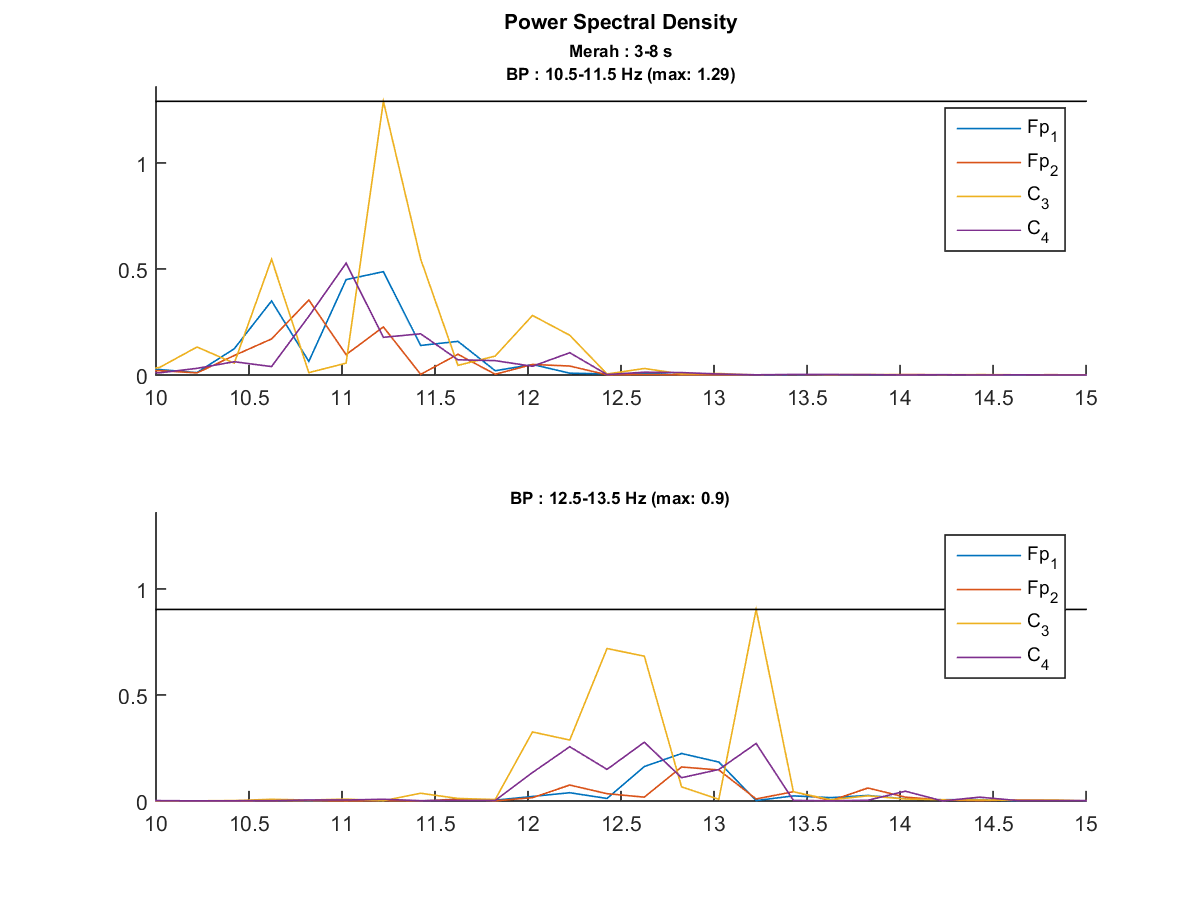 Power Spectral Density
Merah : 3-8 s
BP : 10.5-11.5 Hz (max: 1.29)
Fp1
Fp2
C3
C4
1
0.5
0
10 10.5 11 11.5 12 12.5 13 13.5 14 14.5 15
BP : 12.5-13.5 Hz (max: 0.9)
Fp1
Fp2
C3
C4
1
0.5
0
10 10.5 11 11.5 12 12.5 13 13.5 14 14.5 15